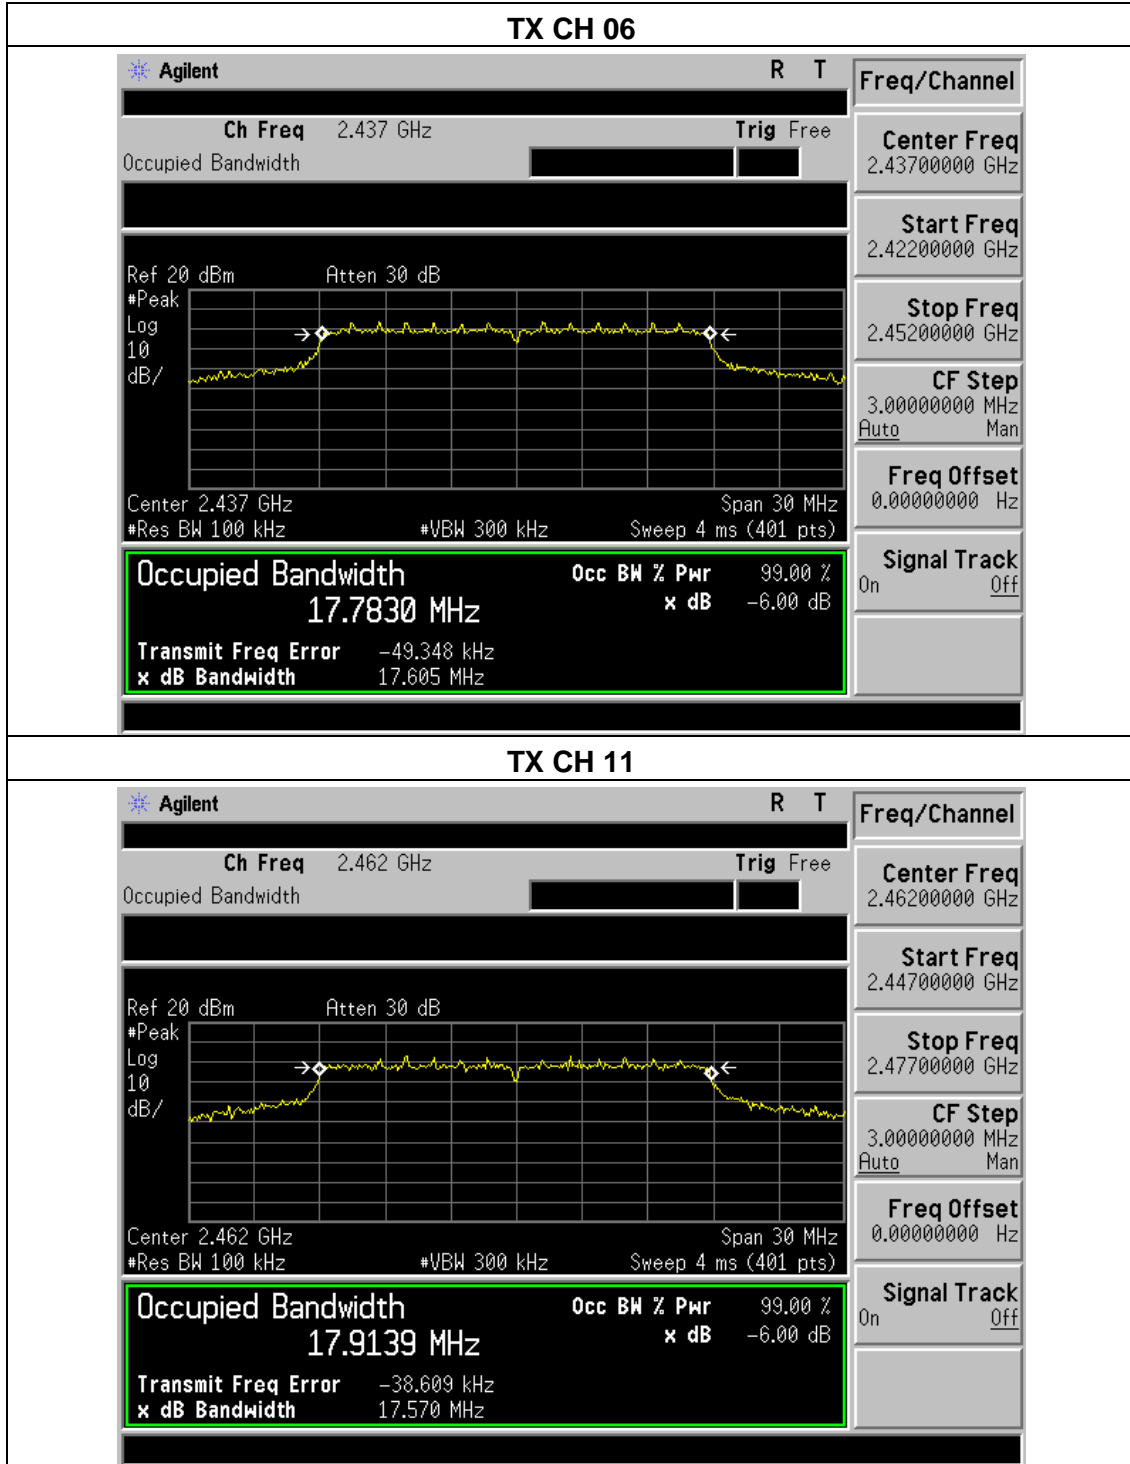 TX CH 06
Agilent R T
Freq/Channel
Ch Freq 2.437 GHz Trig Free
Occupied Bandwidth
Center Freq
2.43700000 GHz
Start Freq
2.42200000 GHz
Ref 20 dBm Atten 30 dB
#Peak
Log
10
dB/
Stop Freq
2.45200000 GHz
CF Step
3.00000000 MHz
Auto Man
Freq Offset
0.00000000 Hz
Center 2.437 GHz Span 30 MHz
#Res BW 100 kHz #VBW 300 kHz Sweep 4 ms (401 pts)
Signal Track
On Off
Occupied Bandwidth Occ BW % Pwr 99.00 %
17.7830 MHz x dB -6.00 dB
Transmit Freq Error -49.348 kHz
x dB Bandwidth 17.605 MHz
TX CH 11
Agilent R T
Freq/Channel
Ch Freq 2.462 GHz Trig Free
Occupied Bandwidth
Center Freq
2.46200000 GHz
Start Freq
2.44700000 GHz
Ref 20 dBm Atten 30 dB
#Peak
Log
10
dB/
Stop Freq
2.47700000 GHz
CF Step
3.00000000 MHz
Auto Man
Freq Offset
0.00000000 Hz
Center 2.462 GHz Span 30 MHz
#Res BW 100 kHz #VBW 300 kHz Sweep 4 ms (401 pts)
Signal Track
On Off
Occupied Bandwidth Occ BW % Pwr 99.00 %
17.9139 MHz x dB -6.00 dB
Transmit Freq Error -38.609 kHz
x dB Bandwidth 17.570 MHz